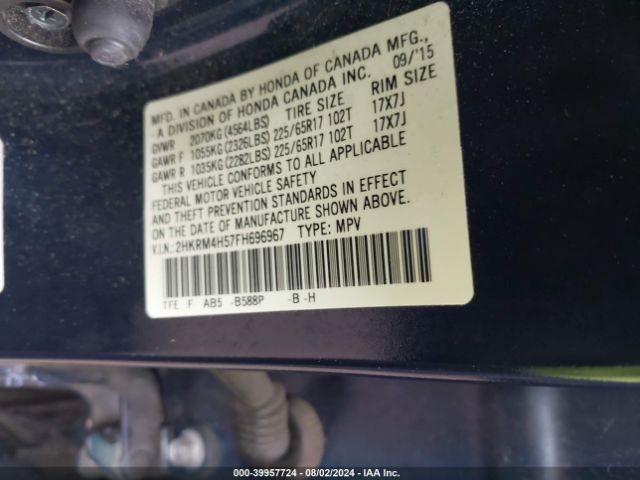 MFD. IN CANADA BY HONDA OF CANADA MFG.,
-A DIVISION OF HONDA CANADA INC. 09/'15
GVWR 2070KG(4564LBS) TIRE SIZE RIM SIZE
GAWR F 1055KG(2326LBS) 225/65R17 102T 17X7J
GAWR R 1035KG(2282LBS) 225/65R17 102T 17X7J
THIS VEHICLE CONFORMS TO ALL APPLICABLE
FEDERAL MOTOR VEHICLE SAFETY
AND THEFT PREVENTION STANDARDS IN EFFECT
ON THE DATE OF MANUFACTURE SHOWN ABOVE.
V.I.N.:2HKRM4H57FH696967 TYPE: MPV
TFE F AB5 -B588P -B -H
000-39957724 - 08/02/2024 - IAA Inc.